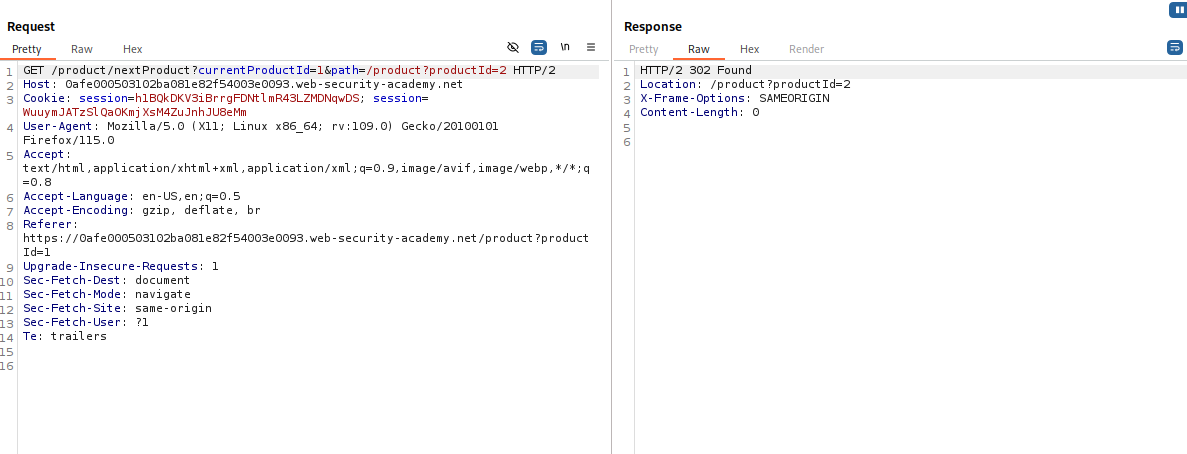 Request
Pretty Raw Hex \n
1 GET /product/nextProduct?currentProductId=1&path=/product?productId=2 HTTP/2
2 Host: 0afe000503102ba081e82f54003e0093.web-security-academy.net
3 Cookie: session=h1BQkDKV3iBrrgFDNtlmR43LZMDNqwDS; session=
WuuymJATzSlQaOKmjXsM4ZuJnhJU8eMm
4 User-Agent: Mozilla/5.0 (X11; Linux x86_64; rv:109.0) Gecko/20100101
Firefox/115.0
5 Accept:
text/html,application/xhtml+xml,application/xml;q=0.9,image/avif,image/webp,*/*;q
=0.8
6 Accept-Language: en-US,en;q=0.5
7 Accept-Encoding: gzip, deflate, br
8 Referer:
https://0afe000503102ba081e82f54003e0093.web-security-academy.net/product?product
Id=1
9 Upgrade-Insecure-Requests: 1
10 Sec-Fetch-Dest: document
11 Sec-Fetch-Mode: navigate
12 Sec-Fetch-Site: same-origin
13 Sec-Fetch-User: ?1
14 Te: trailers
15
16
Response
Pretty Raw Hex Render
1 HTTP/2 302 Found
2 Location: /product?productId=2
3 X-Frame-Options: SAMEORIGIN
4 Content-Length: 0
5
6